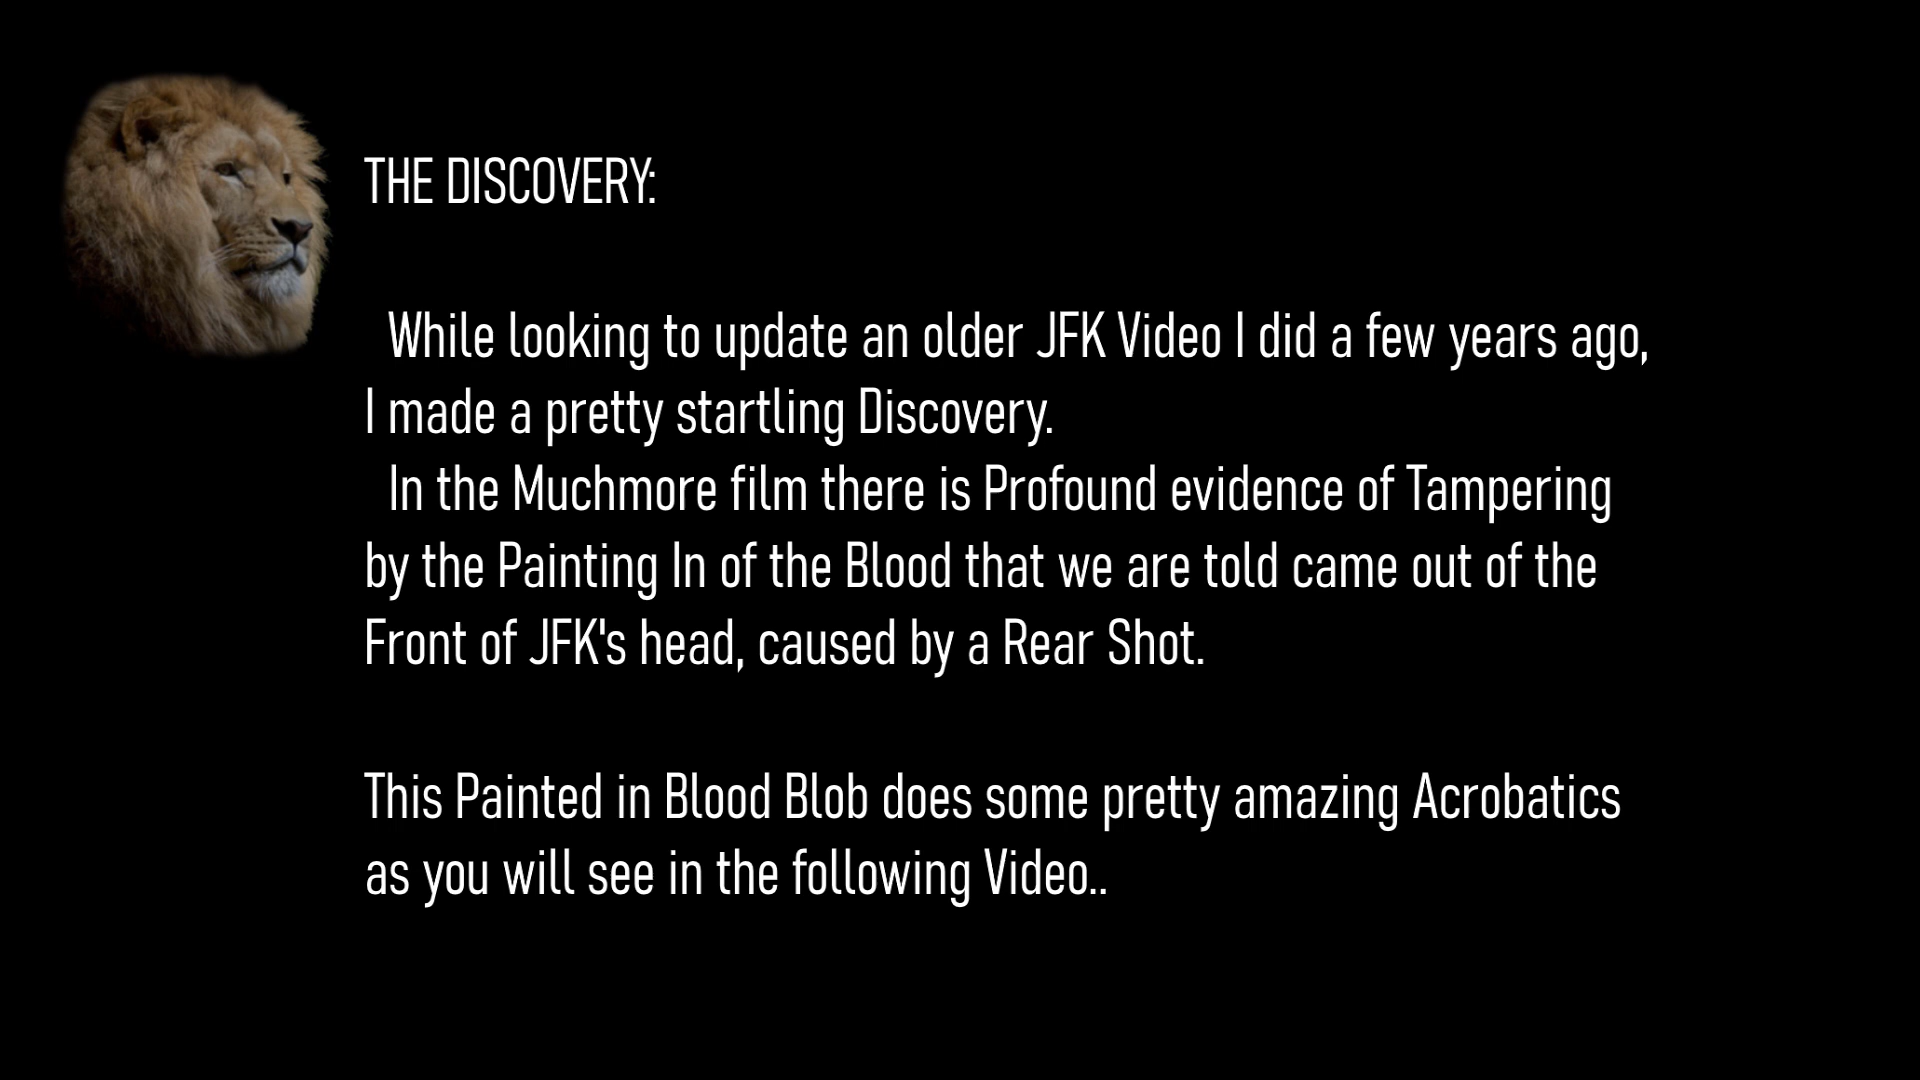 THE DISCOVERY:
While looking to update an older JFK Video I did a few years ago,
I made a pretty startling Discovery.
In the Muchmore film there is Profound evidence of Tampering
by the Painting In of the Blood that we are told came out of the
Front of JFK's head, caused by a Rear Shot.
This Painted in Blood Blob does some pretty amazing Acrobatics
as you will see in the following Video..